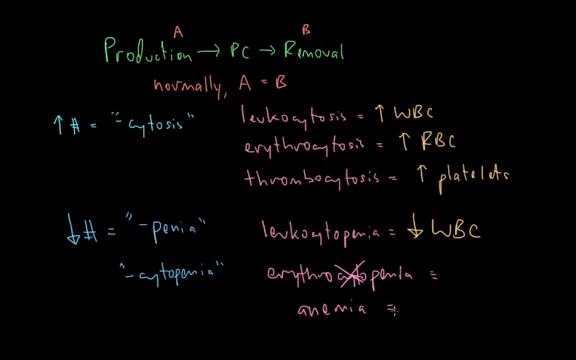 A B
Production → PC → Removal
normally, A = B
↑ # = "-cytosis"
leukocytosis = ↑ WBC
erythrocytosis = ↑ RBC
thrombocytosis = ↑ platelets
↓ # = "-penia"
leukocytopenia = ↓ WBC
"-cytopenia"
erythrocytopenia =
anemia =